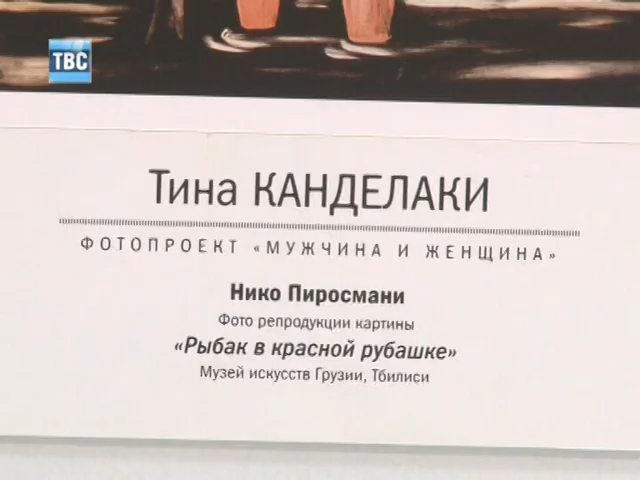 ТВС
Тина КАНДЕЛАКИ
ФОТОПРОЕКТ «МУЖЧИНА И ЖЕНЩИНА»
Нико Пиросмани
Фото репродукции картины
«Рыбак в красной рубашке»
Музей искусств Грузии, Тбилиси